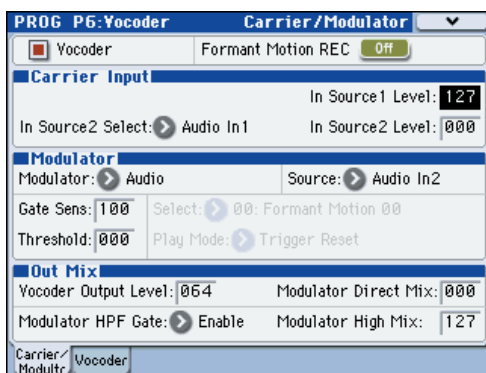 PROG P6:Vocoder Carrier/Modulator
Vocoder Formant Motion REC Off
Carrier Input
In Source1 Level: 127
In Source2 Select: Audio In1 In Source2 Level: 000
Modulator
Modulator: Audio Source: Audio In2
Gate Sens: 100 Select: 00: Formant Motion 00
Threshold: 000 Play Mode: Trigger Reset
Out Mix
Vocoder Output Level: 064 Modulator Direct Mix: 000
Modulator HPF Gate: Enable Modulator High Mix: 127
Carrier/
Modultr Vocoder